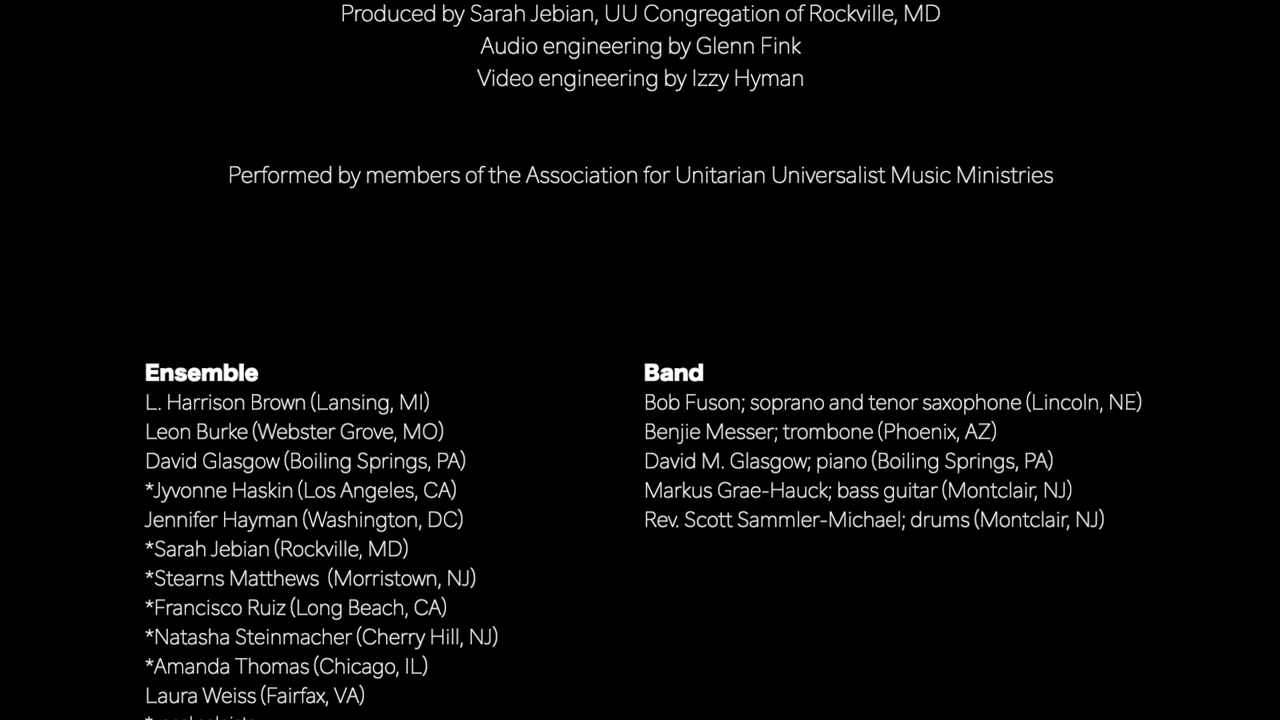 Produced by Sarah Jebian, UU Congregation of Rockville, MD
Audio engineering by Glenn Fink
Video engineering by Izzy Hyman
Performed by members of the Association for Unitarian Universalist Music Ministries
Ensemble
L. Harrison Brown (Lansing, MI)
Leon Burke (Webster Grove, MO)
David Glasgow (Boiling Springs, PA)
*Jyvonne Haskin (Los Angeles, CA)
Jennifer Hayman (Washington, DC)
*Sarah Jebian (Rockville, MD)
*Stearns Matthews (Morristown, NJ)
*Francisco Ruiz (Long Beach, CA)
*Natasha Steinmacher (Cherry Hill, NJ)
*Amanda Thomas (Chicago, IL)
Laura Weiss (Fairfax, VA)
Band
Bob Fuson; soprano and tenor saxophone (Lincoln, NE)
Benjie Messer; trombone (Phoenix, AZ)
David M. Glasgow; piano (Boiling Springs, PA)
Markus Grae-Hauck; bass guitar (Montclair, NJ)
Rev. Scott Sammler-Michael; drums (Montclair, NJ)